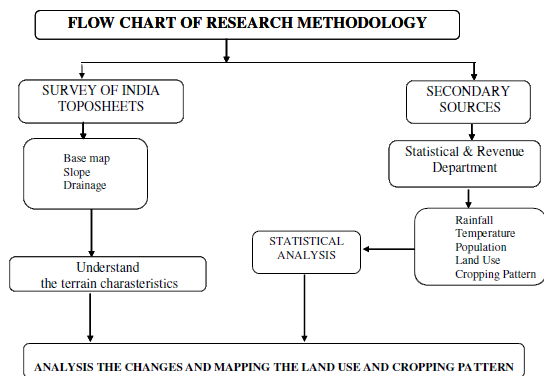 FLOW CHART OF RESEARCH METHODOLOGY
SURVEY OF INDIA
TOPOSHEETS
Base map
Slope
Drainage
Understand
the terrain charasteristics
SECONDARY
SOURCES
Statistical & Revenue
Department
Rainfall
Temperature
Population
Land Use
Cropping Pattern
STATISTICAL
ANALYSIS
ANALYSIS THE CHANGES AND MAPPING THE LAND USE AND CROPPING PATTERN